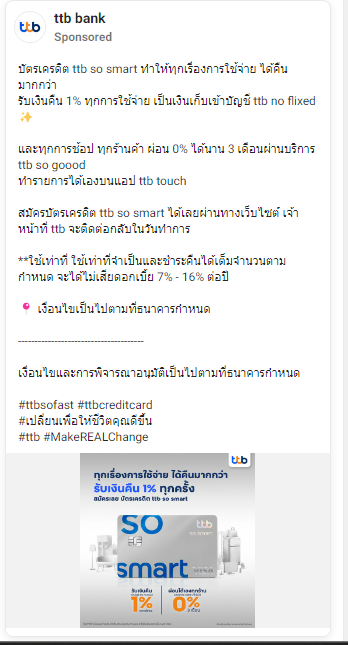 ttb bank
Sponsored
บัตรเครดิต ttb so smart ทำให้ทุกเรื่องการใช้จ่าย ได้คืน
มากกว่า
รับเงินคืน 1% ทุกการใช้จ่าย เป็นเงินเก็บเข้าบัญชี ttb no flixed
✨
และทุกการช้อป ทุกร้านค้า ผ่อน 0% ได้นาน 3 เดือนผ่านบริการ
ttb so goood
ทำรายการได้เองบนแอป ttb touch
สมัครบัตรเครดิต ttb so smart ได้เลยผ่านทางเว็บไซต์ เจ้า
หน้าที่ ttb จะติดต่อกลับในวันทำการ
**ใช้เท่าที่ ใช้เท่าที่จำเป็นและชำระคืนได้เต็มจำนวนตาม
กำหนด จะได้ไม่เสียดอกเบี้ย 7% - 16% ต่อปี
📍 เงื่อนไขเป็นไปตามที่ธนาคารกำหนด
--------------------------------------
เงื่อนไขและการพิจารณาอนุมัติเป็นไปตามที่ธนาคารกำหนด
#ttbsofast #ttbcreditcard
#เปลี่ยนเพื่อให้ชีวิตคุณดีขึ้น
#ttb #MakeREALChange
ttb
ทุกเรื่องการใช้จ่าย ได้คืนมากกว่า
รับเงินคืน 1% ทุกครั้ง
สมัครเลย บัตรเครดิต ttb so smart
so
ttb
smart
รับเงินคืน
1%
0%